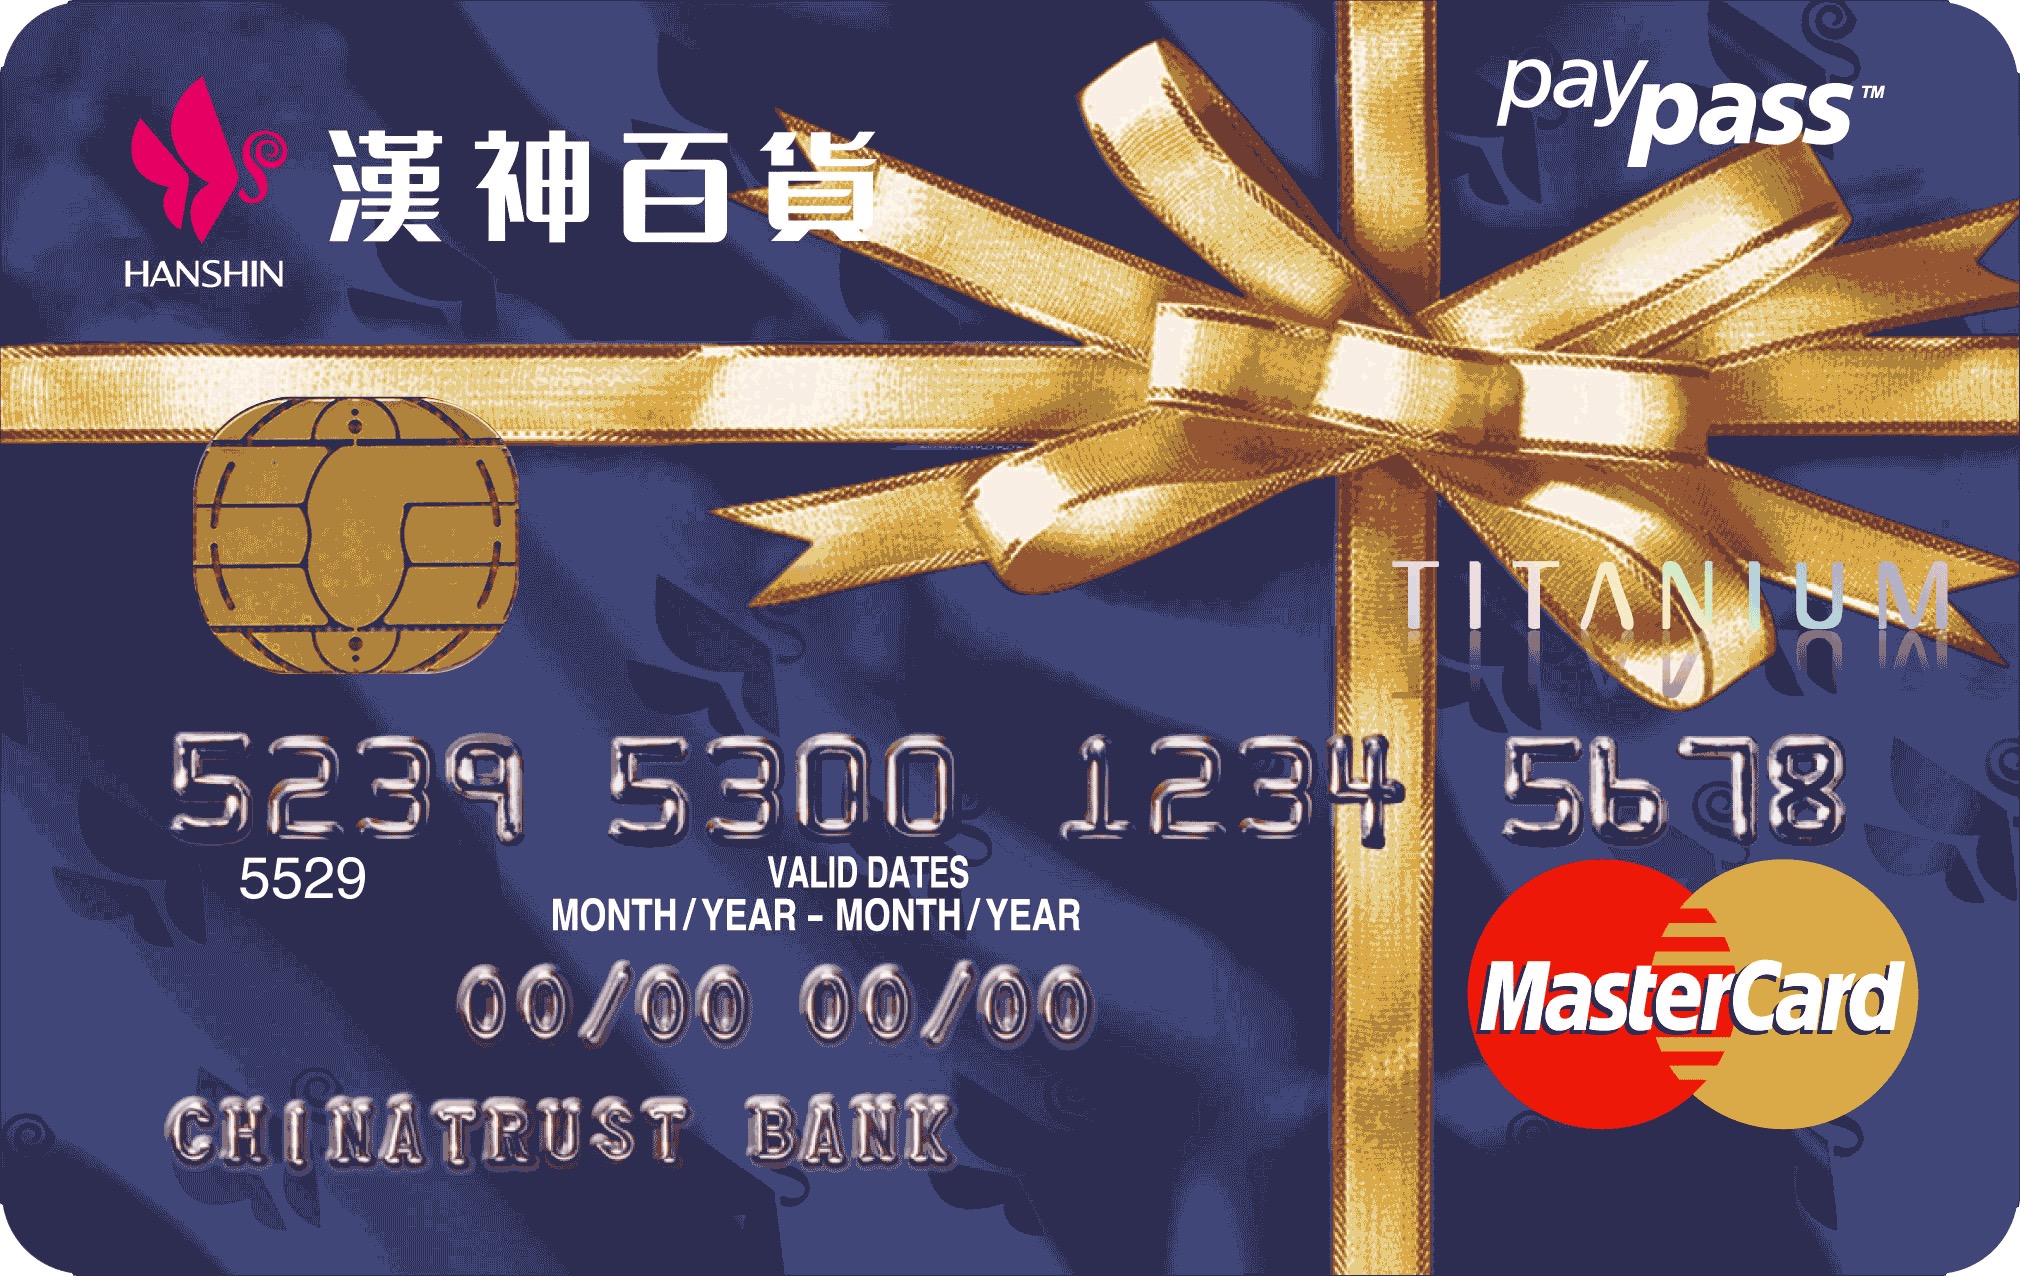 漢神百貨
HANSHIN
paypass™
TITANIUM
5239 5300 1234 5678
5529
VALID DATES
MONTH/YEAR - MONTH/YEAR
00/00 00/00
CHINATRUST BANK
MasterCard